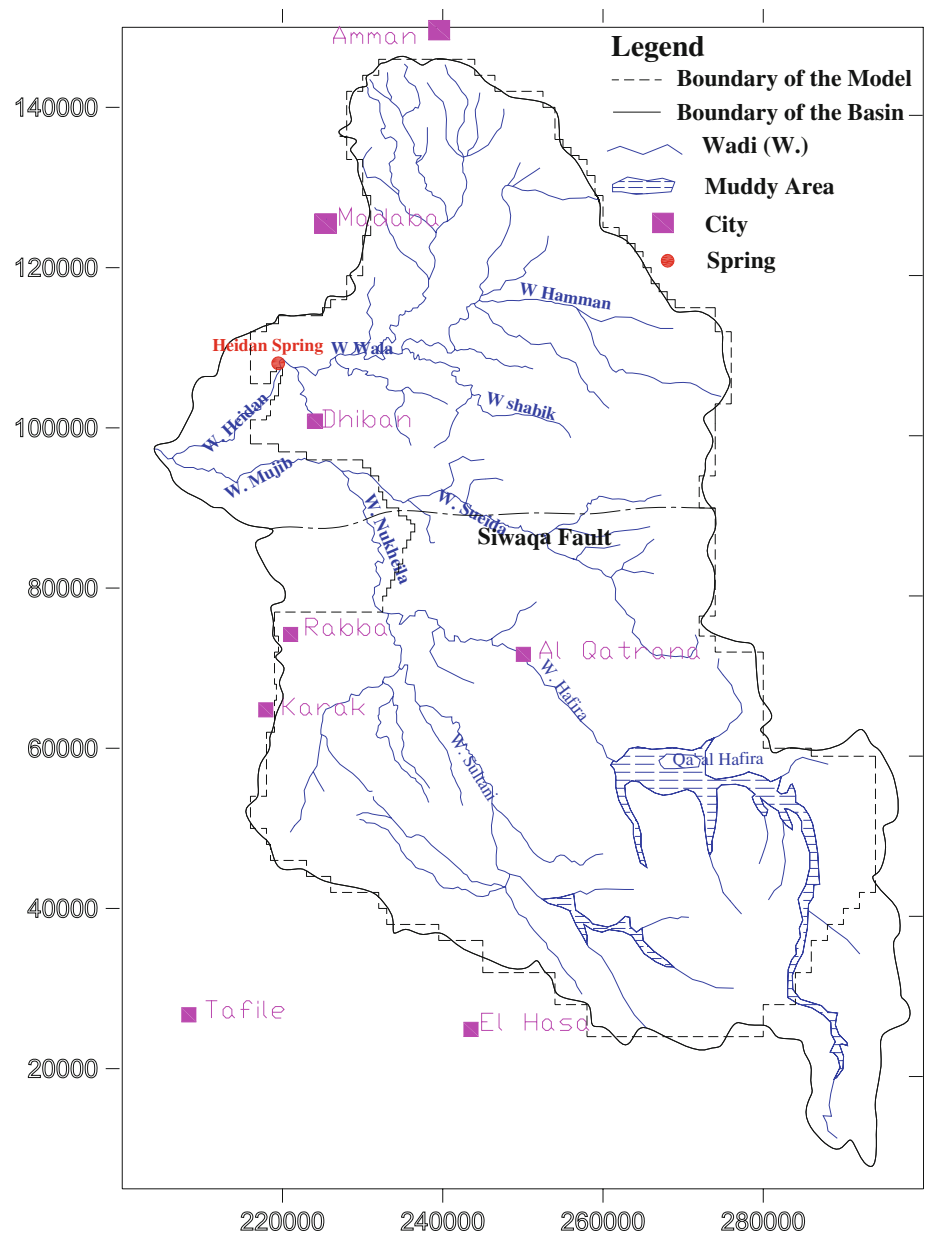 Amman
Legend
Boundary of the Model
Boundary of the Basin
Wadi (W.)
Muddy Area
City
Spring
140000
Madaba
120000
W Hamman
Heidan Spring
W Wala
W shabik
Dhiban
W. Heidan
100000
W. Mujib
W. Sueida
W. Nukheila
Siwaqa Fault
80000
Rabba
Al Qatrana
W. Hafira
Karak
60000
W. Sultani
Qa'al Hafira
40000
Tafile
El Hasa
20000
220000 240000 260000 280000